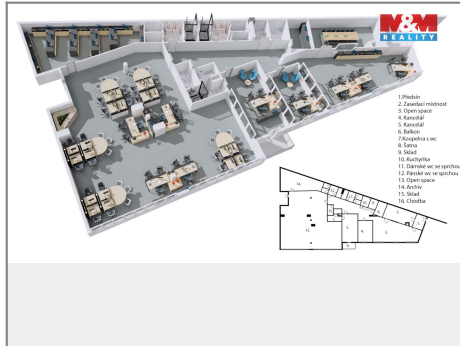 M&M
REALITY
1.Předsín
2. Zasedací místnost
3. Open space
4. Kancelář
5. Kancelář
6. Balkon
7.Koupelna s wc
8. Šatna
9. Sklad
10. Kuchyňka
11. Dámské wc se sprchou
12. Pánské wc se sprchou
13. Open space
14. Archiv
15. Sklad
16. Chodba
14.
13.